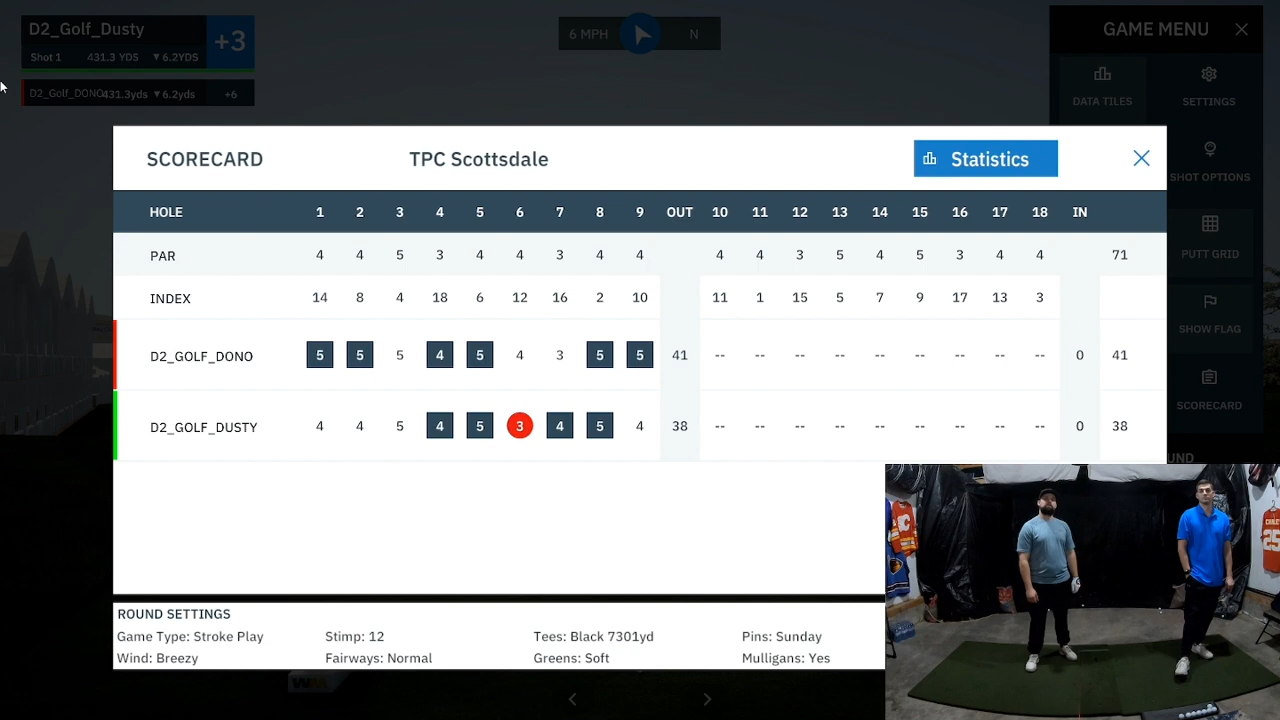 D2_Golf_Dusty
+3
Shot 1 431.3 YDS ▼6.2YDS
D2_Golf_DONO431.3yds ▼6.2yds +6
6 MPH N
GAME MENU
DATA TILES SETTINGS
SHOT OPTIONS
PUTT GRID
SHOW FLAG
SCORECARD
SCORECARD TPC Scottsdale Statistics
HOLE 1 2 3 4 5 6 7 8 9 OUT 10 11 12 13 14 15 16 17 18 IN
PAR 4 4 5 3 4 4 3 4 4 4 4 3 5 4 5 3 4 4 71
INDEX 14 8 4 18 6 12 16 2 10 11 1 15 5 7 9 17 13 3
D2_GOLF_DONO 5 5 5 4 5 4 3 5 5 41 -- -- -- -- -- -- -- -- -- 0 41
D2_GOLF_DUSTY 4 4 5 4 5 3 4 5 4 38 -- -- -- -- -- -- -- -- -- 0 38
UND
ROUND SETTINGS
Game Type: Stroke Play Stimp: 12 Tees: Black 7301yd Pins: Sunday
Wind: Breezy Fairways: Normal Greens: Soft Mulligans: Yes